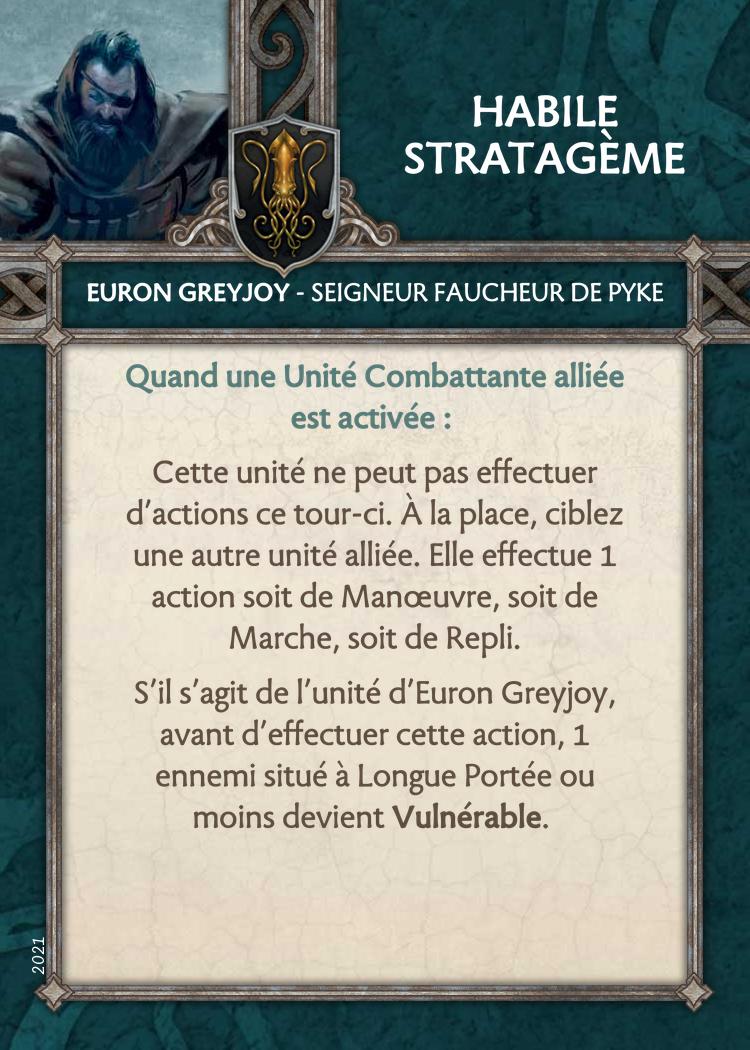 HABILE
STRATAGÈME
EURON GREYJOY - SEIGNEUR FAUCHEUR DE PYKE
Quand une Unité Combattante alliée
est activée :
Cette unité ne peut pas effectuer
d'actions ce tour-ci. À la place, ciblez
une autre unité alliée. Elle effectue 1
action soit de Manœuvre, soit de
Marche, soit de Repli.
S'il s'agit de l'unité d'Euron Greyjoy,
avant d'effectuer cette action, 1
ennemi situé à Longue Portée ou
moins devient Vulnérable.
2021